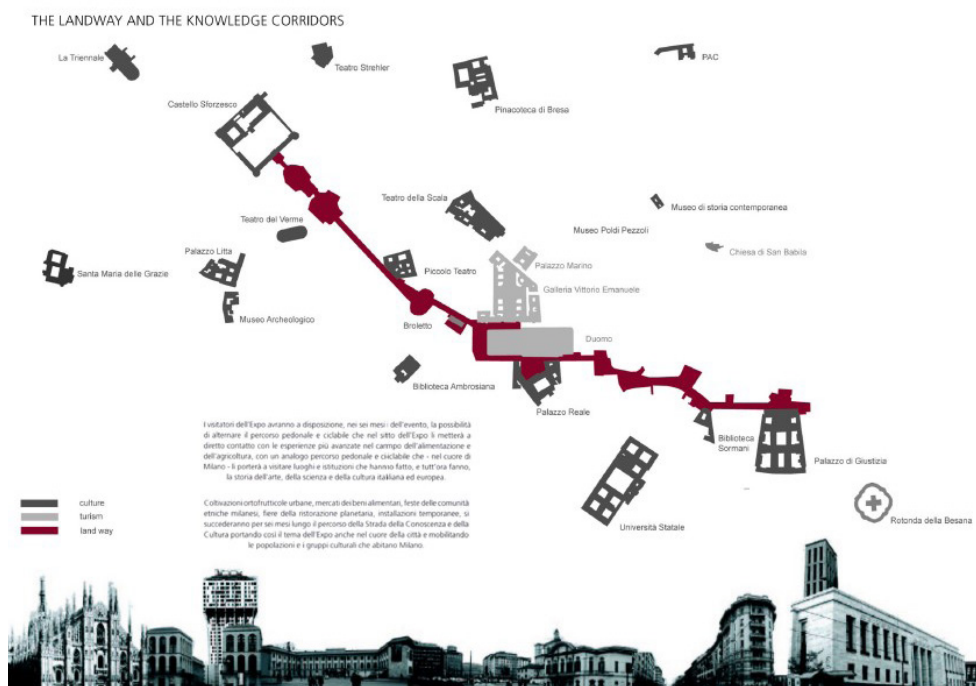 THE LANDWAY AND THE KNOWLEDGE CORRIDORS
La Triennale
Teatro Strehler
PAC
Castello Sforzesco
Pinacoteca di Bresa
Teatro della Scala
Museo di storia contemporanea
Teatro dal Verme
Museo Poldi Pezzoli
Chiesa di San Babila
Palazzo Litta
Santa Maria delle Grazie
Piccolo Teatro
Palazzo Marino
Galleria Vittorio Emanuele
Museo Archeologico
Broletto
Duomo
Biblioteca Ambrosiana
Palazzo Reale
Biblioteca
Sormani
Palazzo di Giustizia
Università Statale
Rotonda della Besana
I visitatori dell'Expo avranno a disposizione, nei sei mesi dell'evento, la possibilità
di alternare il percorso pedonale e ciclabile che nel sitto dell'Expo li metterà a
diretto contatto con le esperienze più avanzate nel campo dell'alimentazione e
dell'agricoltura, con un analogo percorso pedonale e ciiclabile che - nel cuore di
Milano - li porterà a visitare luoghi e istituzioni che hannno fatto, e tutt'ora fanno,
la storia dell'arte, della scienza e della cultura itakliana ed europea.
Coltivazioni ortofrutticole urbane, mercati dei beni alimentari, feste delle comunità
etniche milanesi, fiere della ristorazione planetaria, installazioni temporanee, si
succederanno per sei mesi lungo il percorso della Strada della Conoscenza e della
Cultura portando così il tema dell'Expo anche nel cuore della città e mobilitando
le popolazioni e i gruppi culturali che abitano Milano.
culture
turism
land way